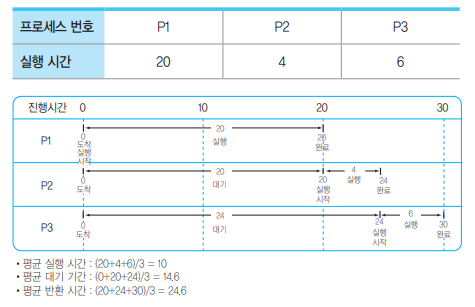 프로세스 번호 P1 P2 P3
실행 시간 20 4 6
진행시간 0 10 20 30
P1
0
도착
실행
시작
20
실행
20
완료
P2
0
도착
20
대기
20
실행
시작
4
실행
24
완료
P3
0
도착
24
대기
24
실행
시작
6
실행
30
완료
• 평균 실행 시간 : (20+4+6)/3 = 10
• 평균 대기 기간 : (0+20+24)/3 = 14.6
• 평균 반환 시간 : (20+24+30)/3 = 24.6